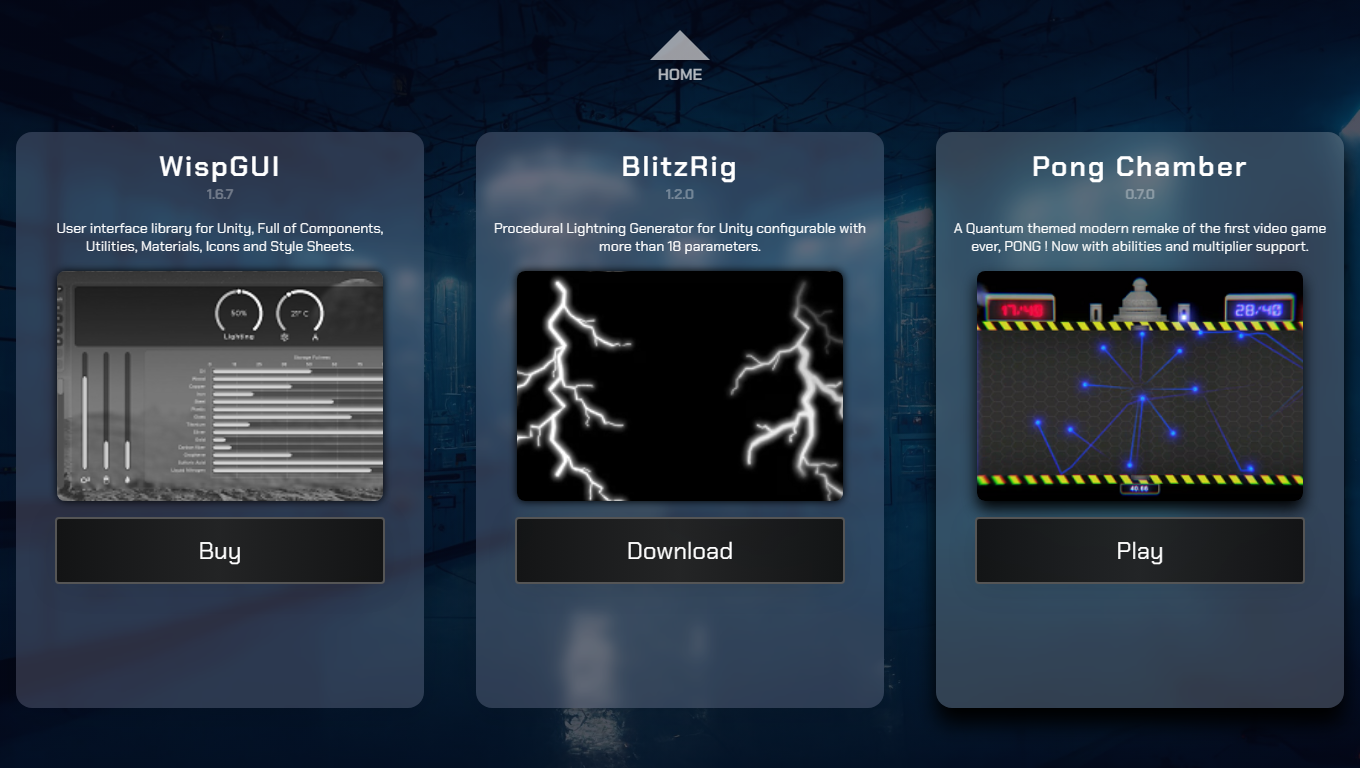 HOME
WispGUI
1.6.7
User interface library for Unity, Full of Components,
Utilities, Materials, Icons and Style Sheets.
50%
21° C
Lighting
Buy
BlitzRig
1.2.0
Procedural Lightning Generator for Unity configurable with
more than 18 parameters.
Download
Pong Chamber
0.7.0
A Quantum themed modern remake of the first video game
ever, PONG ! Now with abilities and multiplier support.
17/40
28/40
40.66
Play